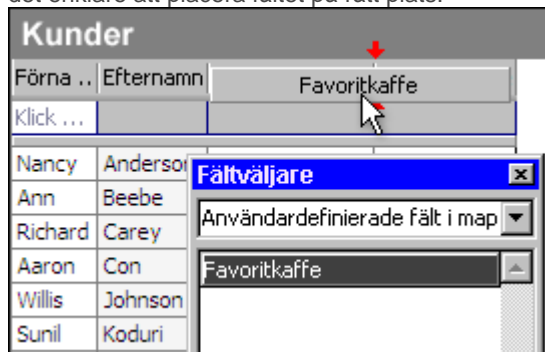 det enklare att placera fältet på rätt plats.
Kunder
Förna .. Efternamn Favoritkaffe
Klick ...
Nancy Anderso
Ann Beebe
Richard Carey
Aaron Con
Willis Johnson
Sunil Koduri
Fältväljare
Användardefinierade fält i map
Favoritkaffe